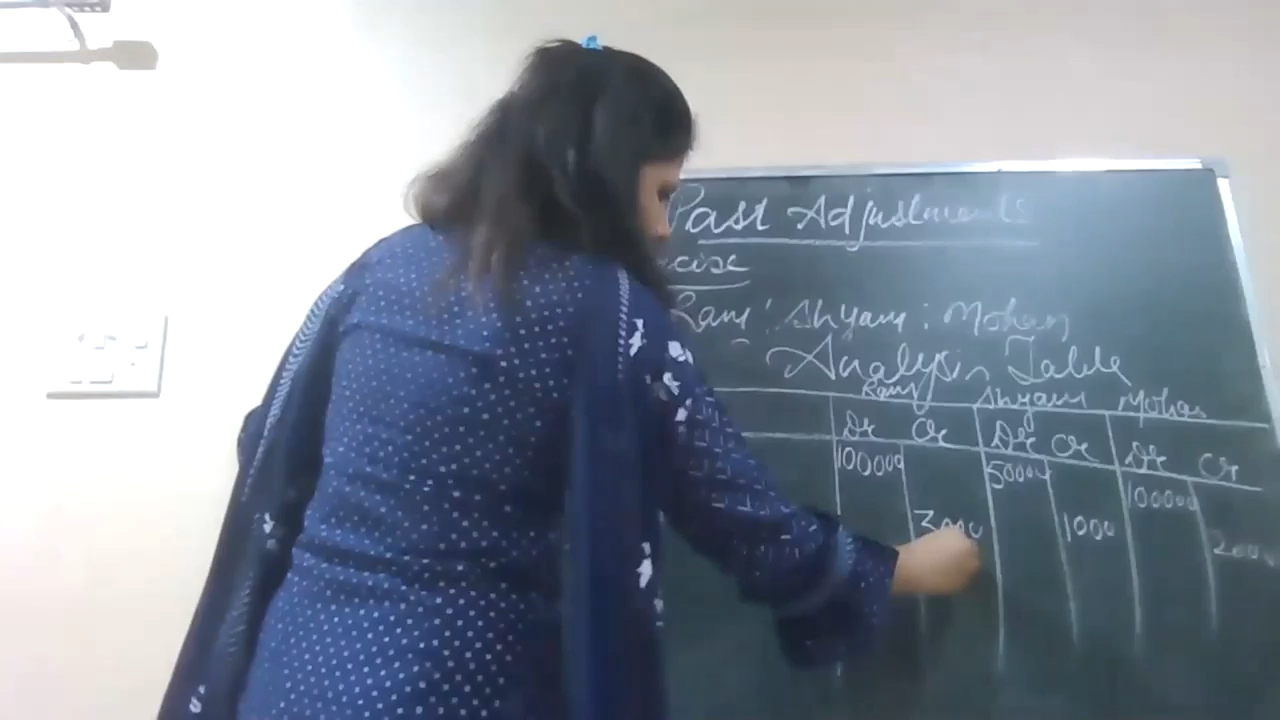 Past Adjustments
cise
Ram : Shyam : Mohan
Analysis Table
Ram Shyam Mohan
Dr Cr Dr Cr Dr Cr
100000 50000 100000
3000 1000 2000